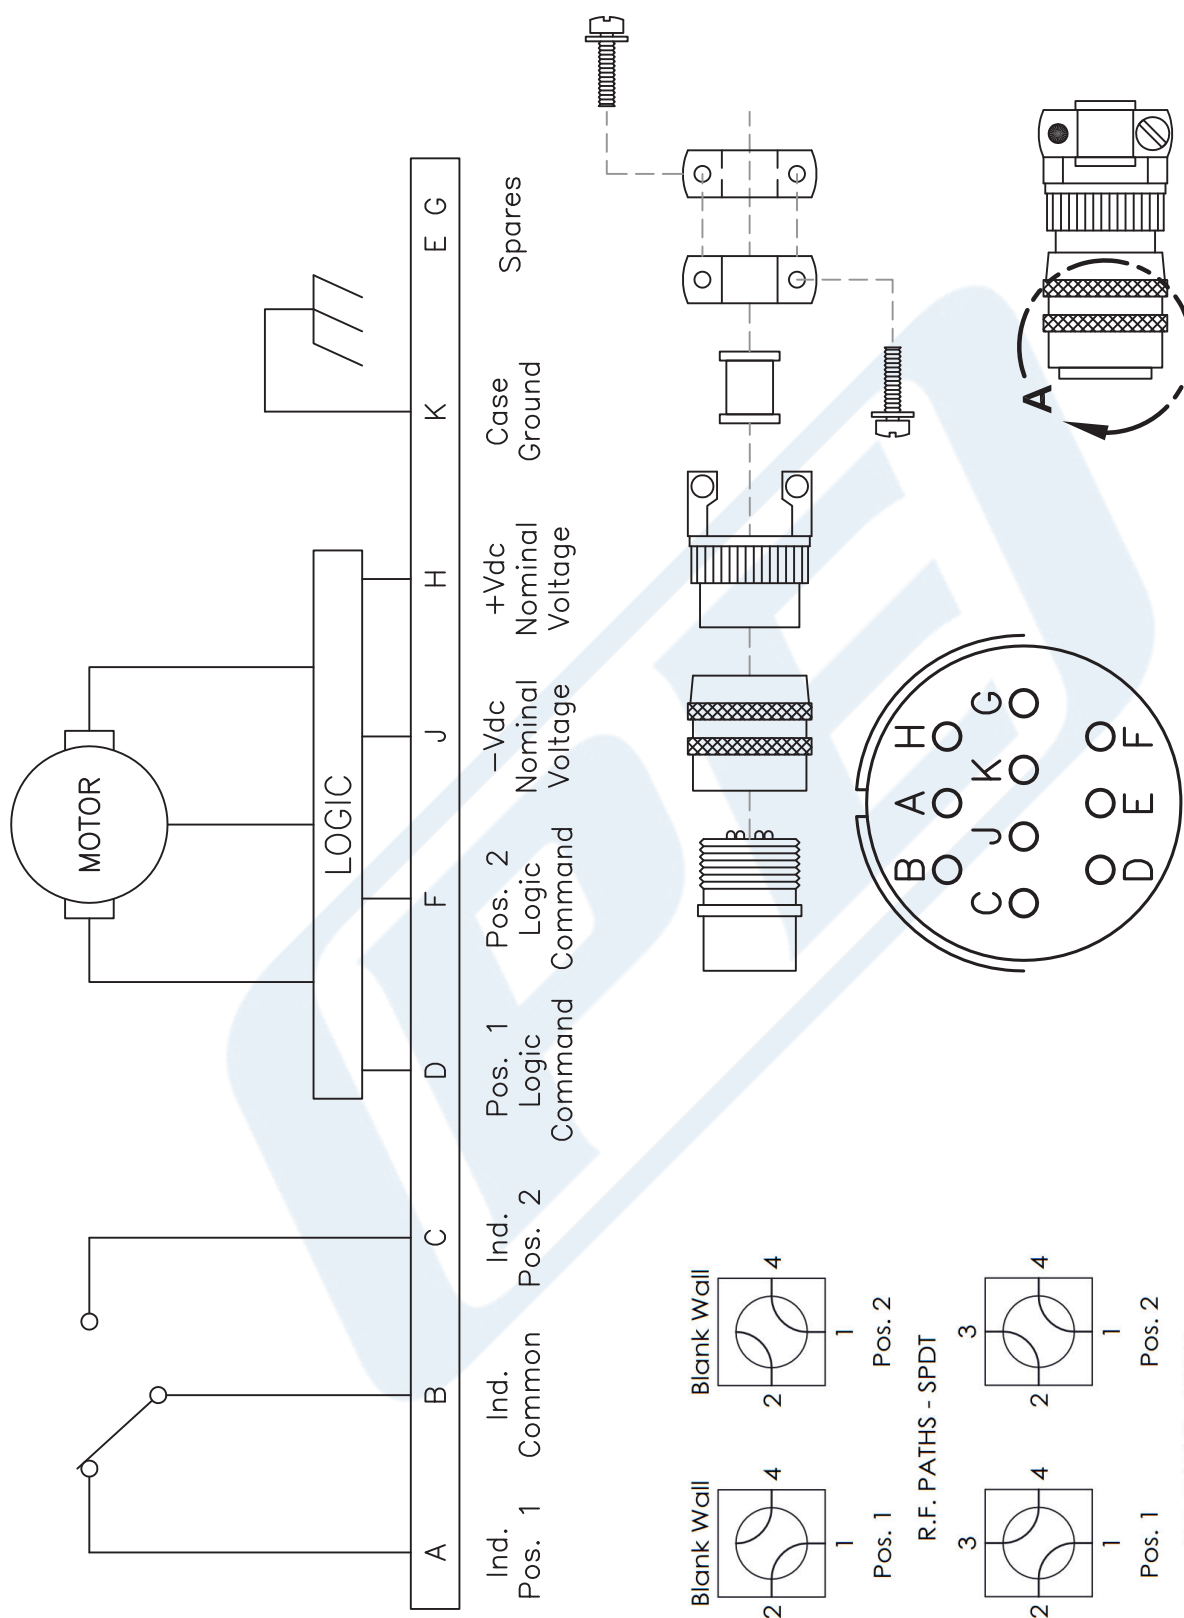 MOTOR
LOGIC
A B C D F J H K E G
Ind.
Pos. 1
Ind.
Common
Ind.
Pos. 2
Pos. 1
Logic
Command
Pos. 2
Logic
Command
-Vdc
Nominal
Voltage
+Vdc
Nominal
Voltage
Case
Ground
Spares
Blank Wall
2 4
1
Pos. 1
Blank Wall
2 4
1
Pos. 2
R.F. PATHS - SPDT
3
2 4
1
Pos. 1
3
2 4
1
Pos. 2
B A H
C J K G
D E F
A